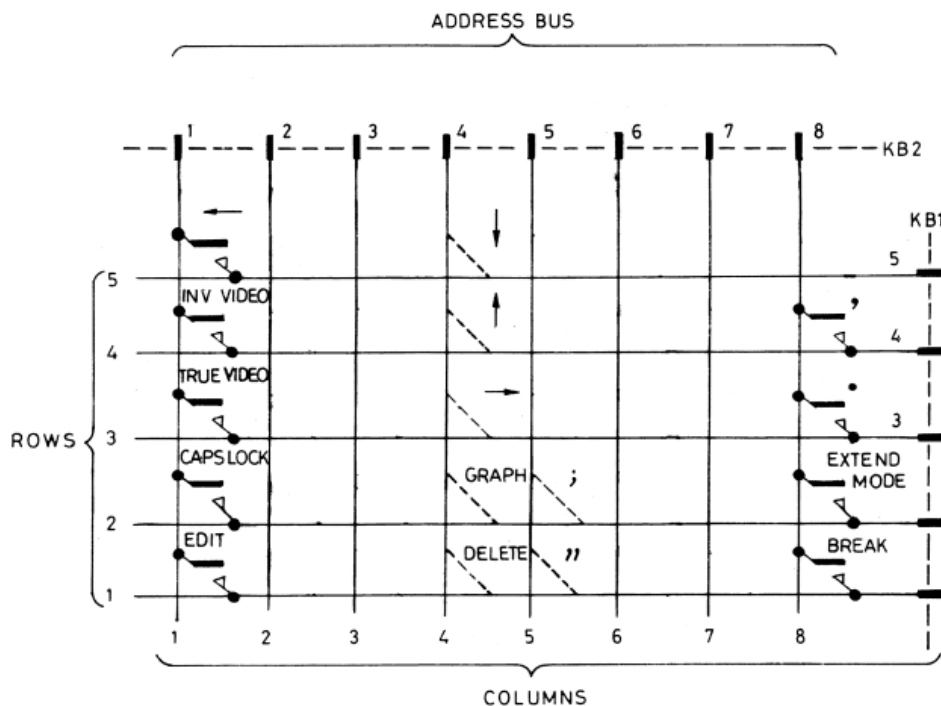 ADDRESS BUS
1 2 3 4 5 6 7 8
KB2
KB1
5 5
INV VIDEO ,
4 4
TRUE VIDEO .
ROWS
3 3
CAPS LOCK GRAPH ; EXTEND MODE
2
EDIT DELETE " BREAK
1
1 2 3 4 5 6 7 8
COLUMNS